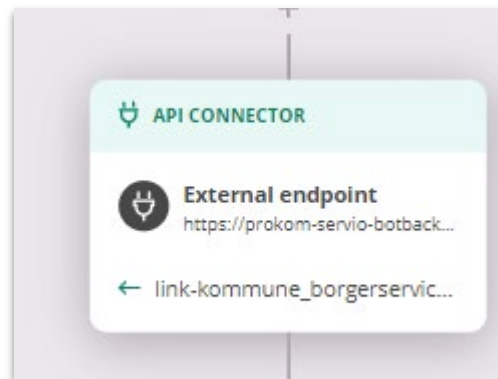 API CONNECTOR
External endpoint
https://prokom-servio-botback...
link-kommune_borgerservic...